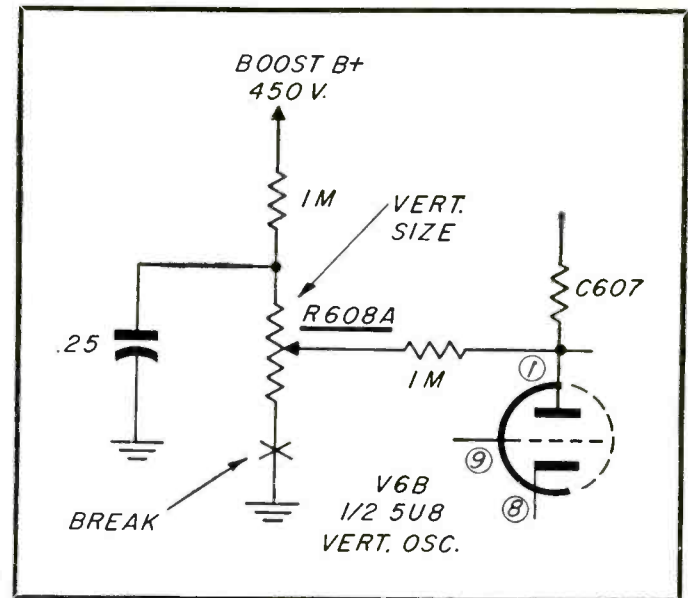 BOOST B+
450 V.
1M
VERT.
SIZE
R608A
.25
C607
1M
1
9
8
BREAK
V6B
1/2 5U8
VERT. OSC.